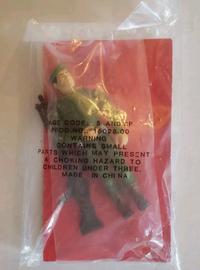 AGE CODE: 5 AND UP
PROD.NO. 16028.00
WARNING
CONTAINS SMALL
PARTS WHICH MAY PRESENT
A CHOKING HAZARD TO
CHILDREN UNDER THREE.
MADE IN CHINA